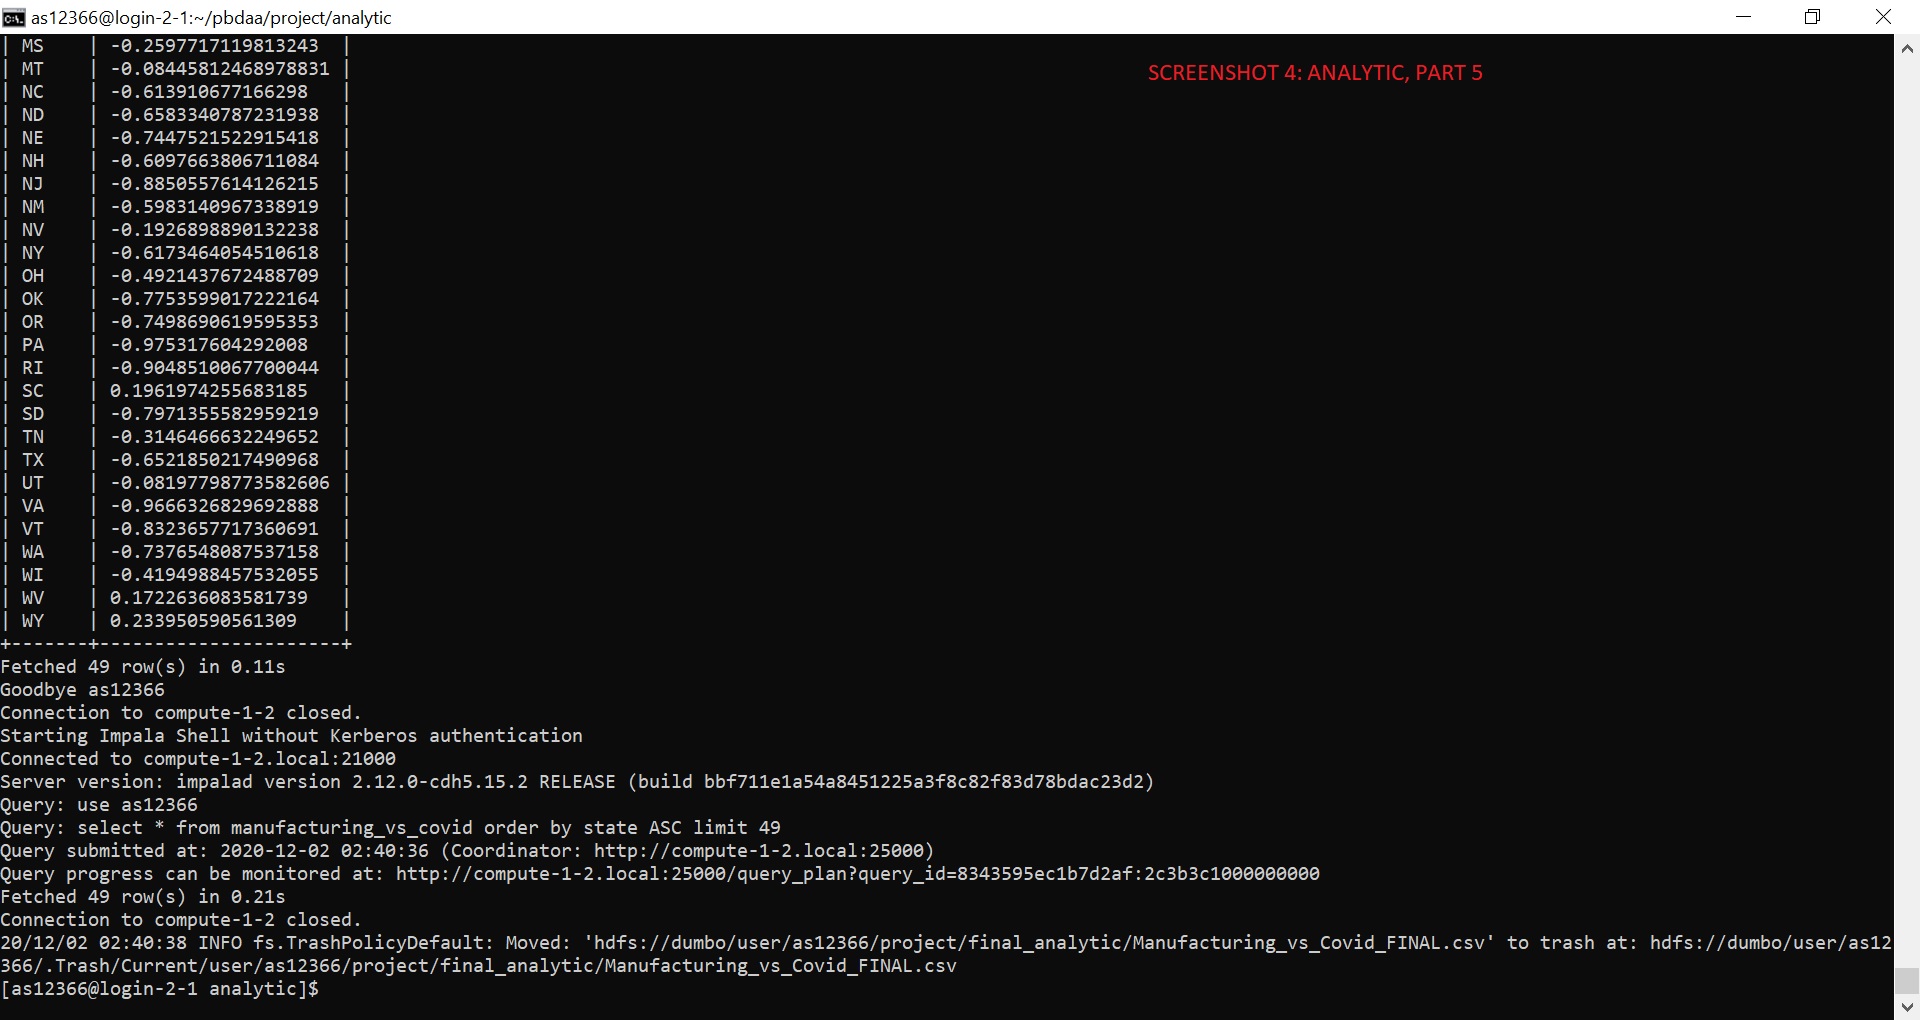 as12366@login-2-1:~/pbdaa/project/analytic
SCREENSHOT 4: ANALYTIC, PART 5
| MS | -0.2597717119813243 |
| MT | -0.08445812468978831 |
| NC | -0.613910677166298 |
| ND | -0.6583340787231938 |
| NE | -0.7447521522915418 |
| NH | -0.6097663806711084 |
| NJ | -0.8850557614126215 |
| NM | -0.5983140967338919 |
| NV | -0.1926898890132238 |
| NY | -0.6173464054510618 |
| OH | -0.4921437672488709 |
| OK | -0.7753599017222164 |
| OR | -0.7498690619595353 |
| PA | -0.975317604292008 |
| RI | -0.9048510067700044 |
| SC | 0.1961974255683185 |
| SD | -0.7971355582959219 |
| TN | -0.3146466632249652 |
| TX | -0.6521850217490968 |
| UT | -0.08197798773582606 |
| VA | -0.9666326829692888 |
| VT | -0.8323657717360691 |
| WA | -0.7376548087537158 |
| WI | -0.4194988457532055 |
| WV | 0.1722636083581739 |
| WY | 0.233950590561309 |
+-------+----------------------+
Fetched 49 row(s) in 0.11s
Goodbye as12366
Connection to compute-1-2 closed.
Starting Impala Shell without Kerberos authentication
Connected to compute-1-2.local:21000
Server version: impalad version 2.12.0-cdh5.15.2 RELEASE (build bbf711e1a54a8451225a3f8c82f83d78bdac23d2)
Query: use as12366
Query: select * from manufacturing_vs_covid order by state ASC limit 49
Query submitted at: 2020-12-02 02:40:36 (Coordinator: http://compute-1-2.local:25000)
Query progress can be monitored at: http://compute-1-2.local:25000/query_plan?query_id=8343595ec1b7d2af:2c3b3c1000000000
Fetched 49 row(s) in 0.21s
Connection to compute-1-2 closed.
20/12/02 02:40:38 INFO fs.TrashPolicyDefault: Moved: 'hdfs://dumbo/user/as12366/project/final_analytic/Manufacturing_vs_Covid_FINAL.csv' to trash at: hdfs://dumbo/user/as12
366/.Trash/Current/user/as12366/project/final_analytic/Manufacturing_vs_Covid_FINAL.csv
[as12366@login-2-1 analytic]$